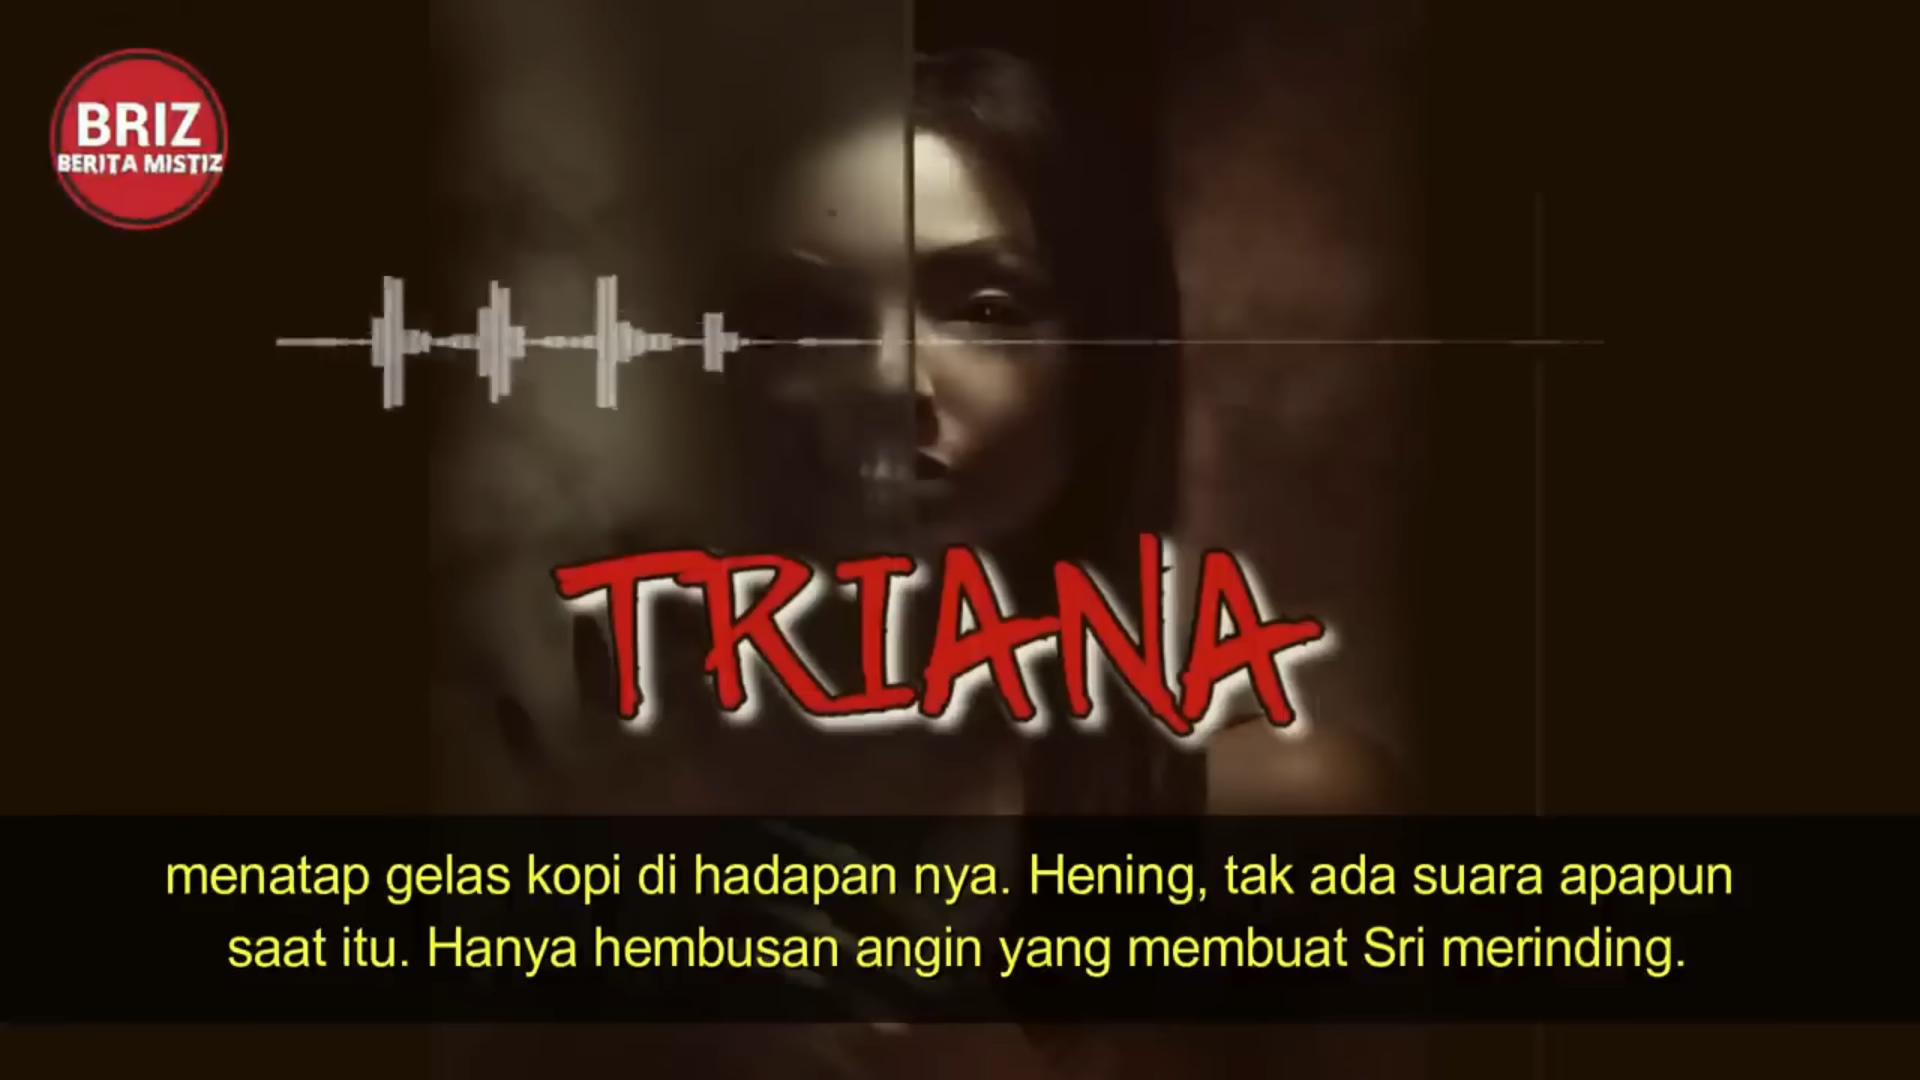 BRIZ
BERITA MISTIZ
TRIANA
menatap gelas kopi di hadapan nya. Hening, tak ada suara apapun
saat itu. Hanya hembusan angin yang membuat Sri merinding.